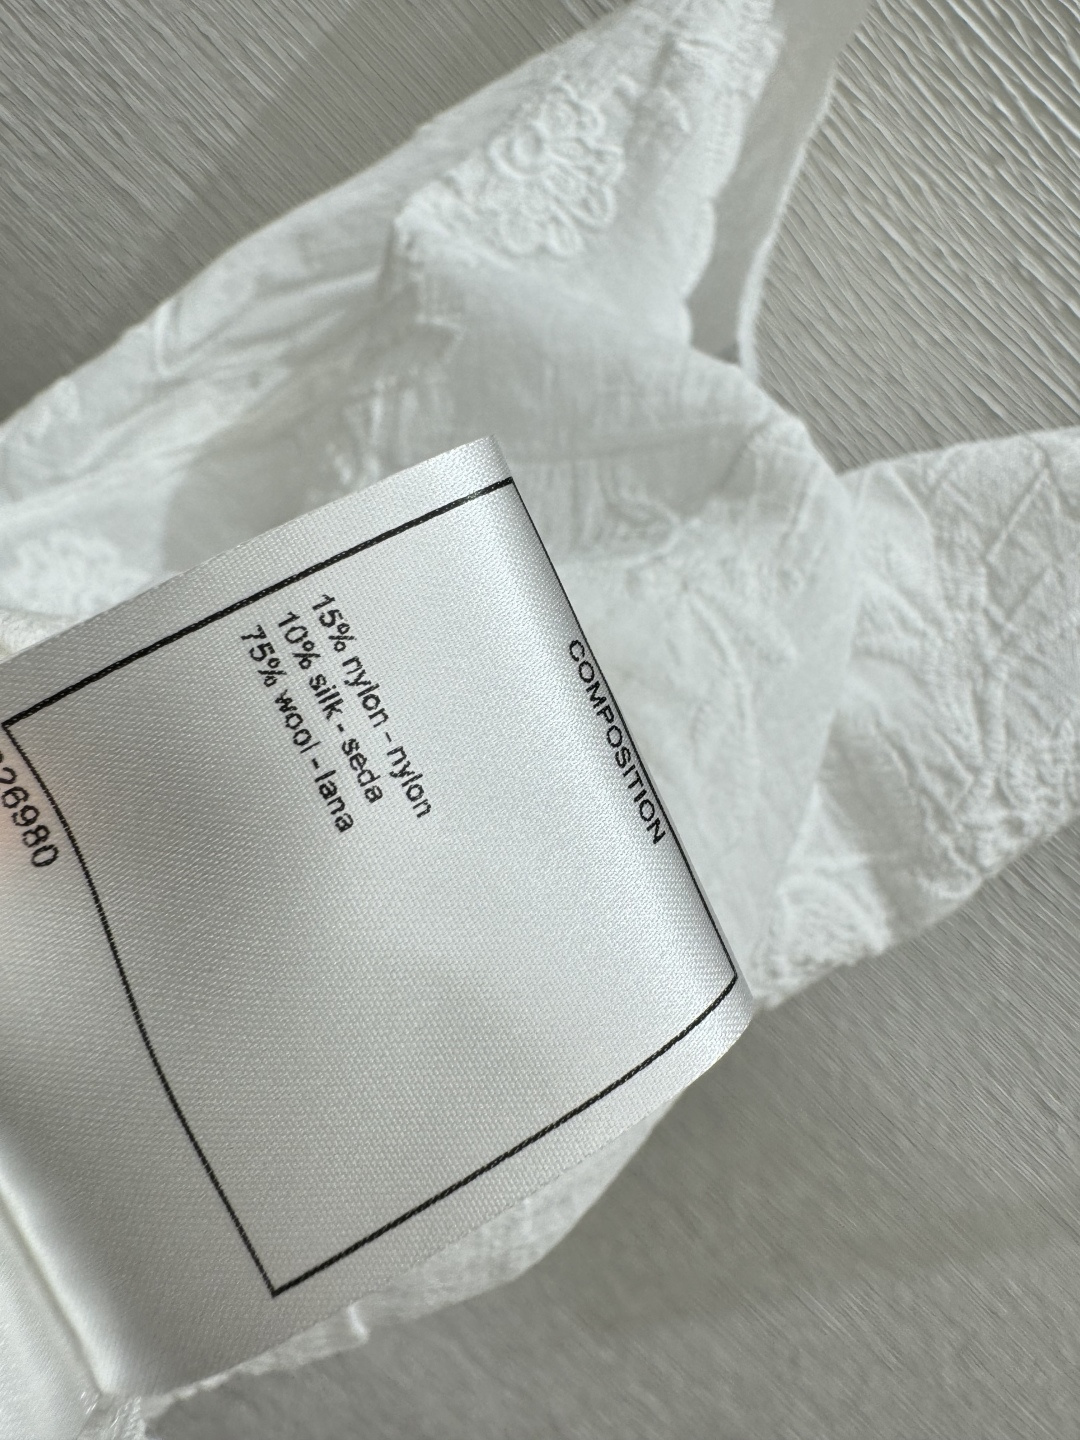 COMPOSITION
15% nylon - nylon
10% silk - seda
75% wool - lana
26980